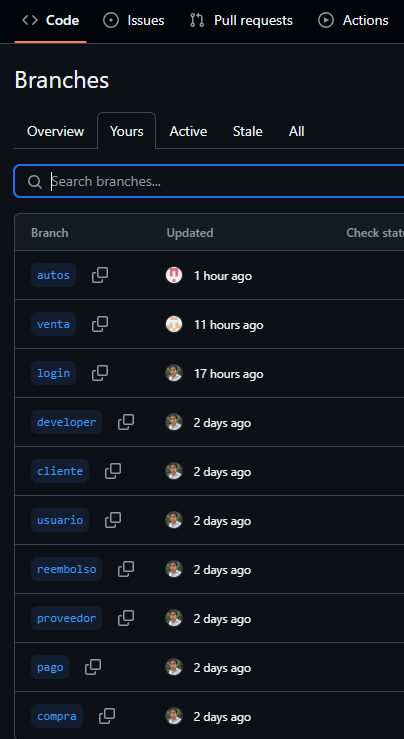 Code Issues Pull requests Actions
Branches
Overview Yours Active Stale All
Search branches...
Branch Updated Check statu
autos 1 hour ago
venta 11 hours ago
login 17 hours ago
developer 2 days ago
cliente 2 days ago
usuario 2 days ago
reembolso 2 days ago
proveedor 2 days ago
pago 2 days ago
compra 2 days ago